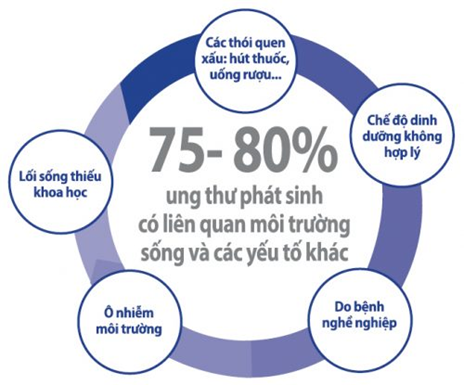 Các thói quen
xấu: hút thuốc,
uống rượu...
Chế độ dinh
dưỡng không
hợp lý
75- 80%
ung thư phát sinh
có liên quan môi trường
sống và các yếu tố khác
Lối sống thiếu
khoa học
Ô nhiễm
môi trường
Do bệnh
nghề nghiệp